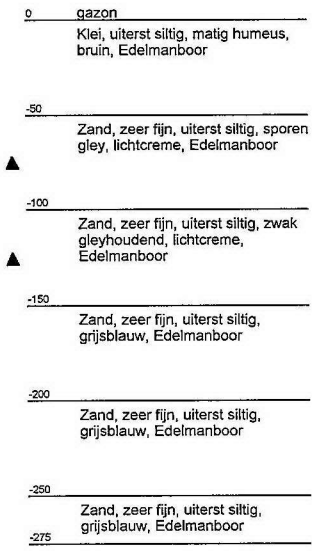 0 gazon
Klei, uiterst siltig, matig humeus,
bruin, Edelmanboor
-50
Zand, zeer fijn, uiterst siltig, sporen
gley, lichtcreme, Edelmanboor
-100
Zand, zeer fijn, uiterst siltig, zwak
gleyhoudend, lichtcreme,
Edelmanboor
-150
Zand, zeer fijn, uiterst siltig,
grijsblauw, Edelmanboor
-200
Zand, zeer fijn, uiterst siltig,
grijsblauw, Edelmanboor
-250
Zand, zeer fijn, uiterst siltig,
grijsblauw, Edelmanboor
-275